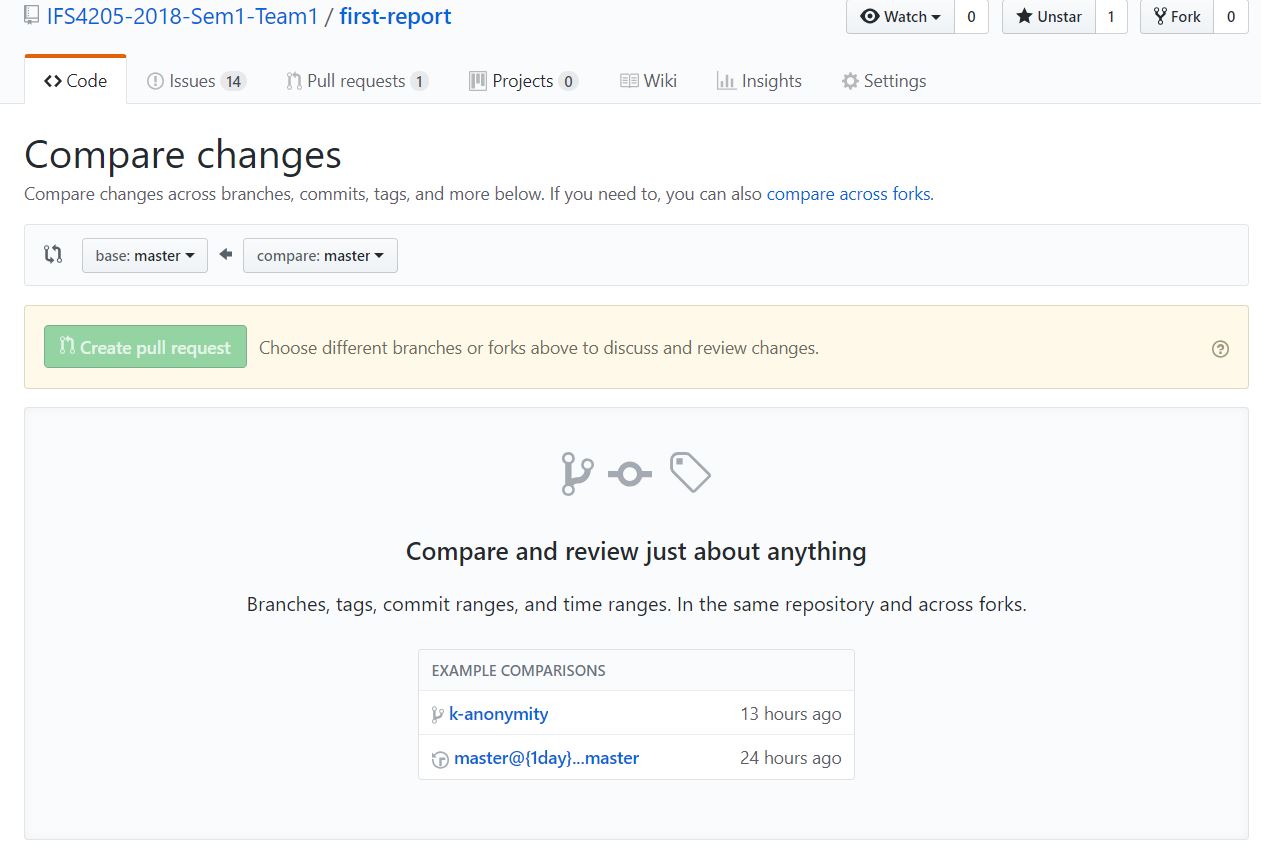 IFS4205-2018-Sem1-Team1 / first-report Watch 0 Unstar 1 Fork 0
Code Issues 14 Pull requests 1 Projects 0 Wiki Insights Settings
Compare changes
Compare changes across branches, commits, tags, and more below. If you need to, you can also compare across forks.
base: master compare: master
Create pull request Choose different branches or forks above to discuss and review changes.
Compare and review just about anything
Branches, tags, commit ranges, and time ranges. In the same repository and across forks.
EXAMPLE COMPARISONS
k-anonymity 13 hours ago
master@{1day}...master 24 hours ago